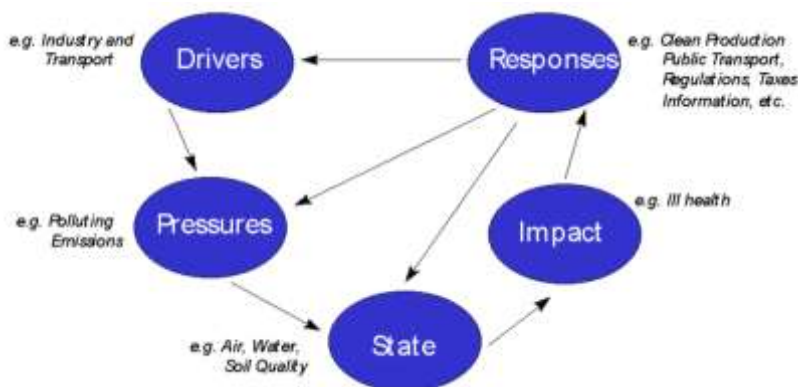 e.g. Industry and
Transport
Drivers
Responses
e.g. Clean Production
Public Transport,
Regulations, Taxes
Information, etc.
e.g. Polluting
Emissions
Pressures
Impact
e.g. Ill health
e.g. Air, Water,
Soil Quality
State